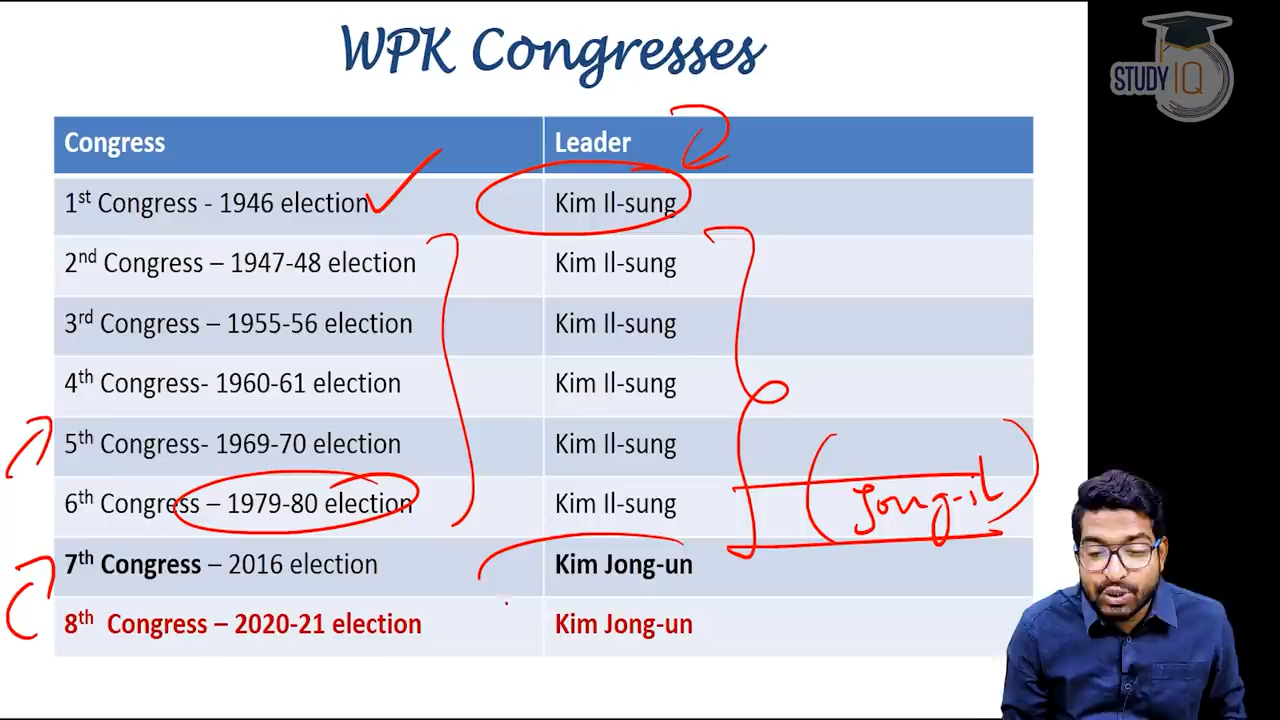 WPK Congresses
STUDY IQ
Congress Leader
1st Congress - 1946 election Kim Il-sung
2nd Congress – 1947-48 election Kim Il-sung
3rd Congress – 1955-56 election Kim Il-sung
4th Congress- 1960-61 election Kim Il-sung
5th Congress- 1969-70 election Kim Il-sung
6th Congress – 1979-80 election Kim Il-sung
Jong-il
7th Congress – 2016 election Kim Jong-un
8th Congress – 2020-21 election Kim Jong-un